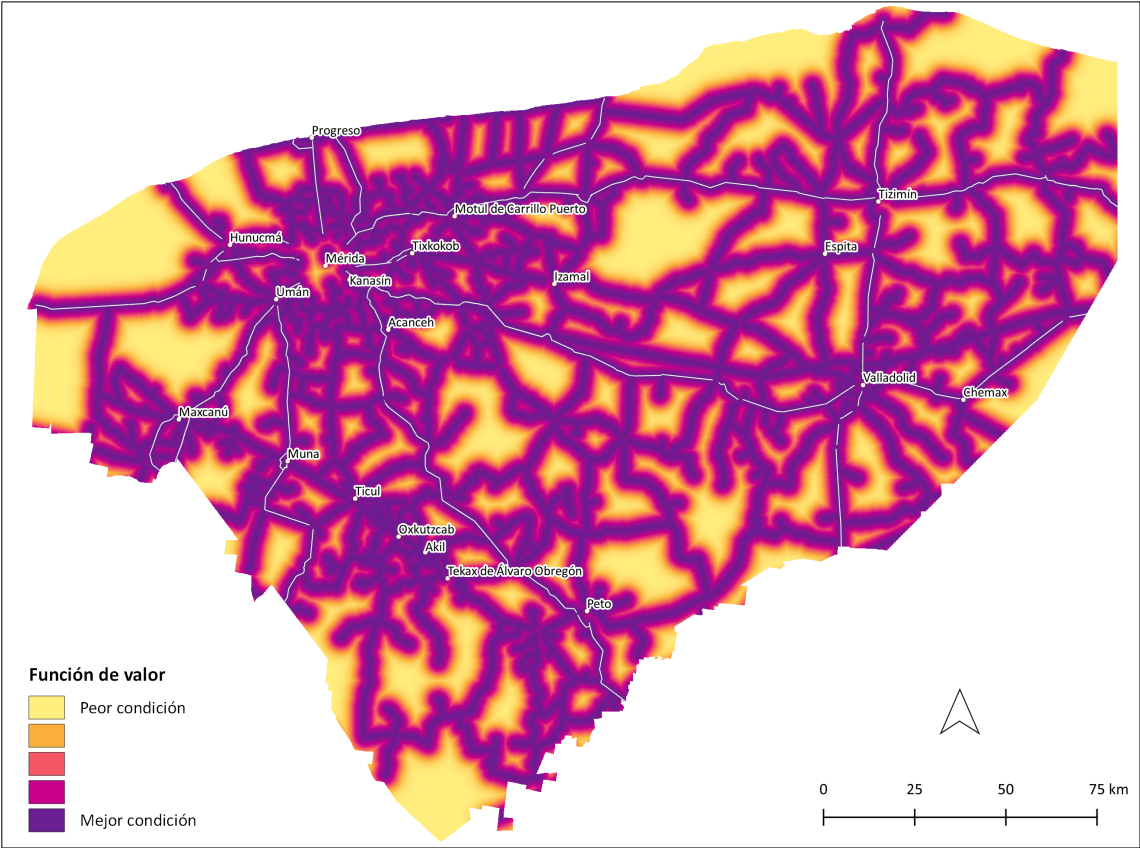 Progreso
Tizimín
Motul de Carrillo Puerto
Hunucmá
Tixkokob
Espita
Mérida
Kanasín
Izamal
Umán
Acanceh
Valladolid
Chemax
Maxcanú
Muna
Ticul
Oxkutzcab
Akil
Tekax de Álvaro Obregón
Peto
Función de valor
Peor condición
Mejor condición
0 25 50 75 km